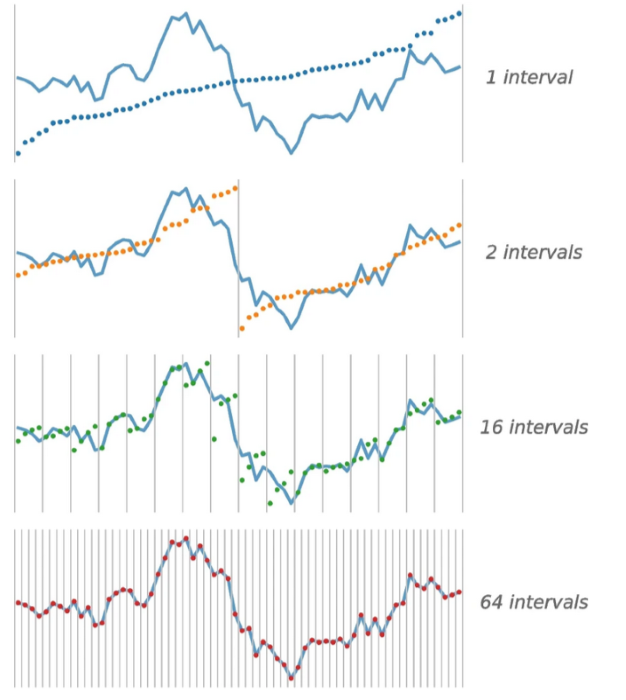 1 interval
2 intervals
16 intervals
64 intervals